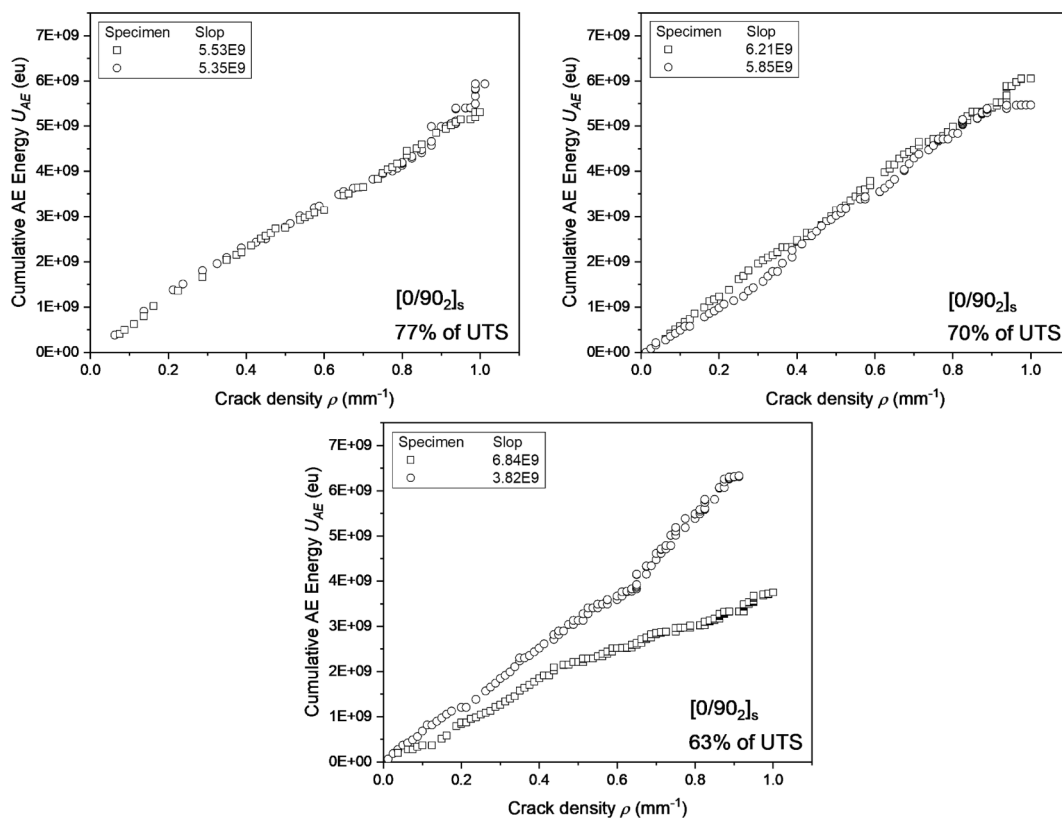 Specimen Slop
□ 5.53E9
○ 5.35E9
7E+09
6E+09
5E+09
4E+09
3E+09
2E+09
1E+09
0E+00
Cumulative AE Energy U_AE (eu)
[0/90₂]s
77% of UTS
0.0 0.2 0.4 0.6 0.8 1.0
Crack density ρ (mm⁻¹)
Specimen Slop
□ 6.21E9
○ 5.85E9
7E+09
6E+09
5E+09
4E+09
3E+09
2E+09
1E+09
0E+00
Cumulative AE Energy U_AE (eu)
[0/90₂]s
70% of UTS
0.0 0.2 0.4 0.6 0.8 1.0
Crack density ρ (mm⁻¹)
Specimen Slop
□ 6.84E9
○ 3.82E9
7E+09
6E+09
5E+09
4E+09
3E+09
2E+09
1E+09
0E+00
Cumulative AE Energy U_AE (eu)
[0/90₂]s
63% of UTS
0.0 0.2 0.4 0.6 0.8 1.0
Crack density ρ (mm⁻¹)